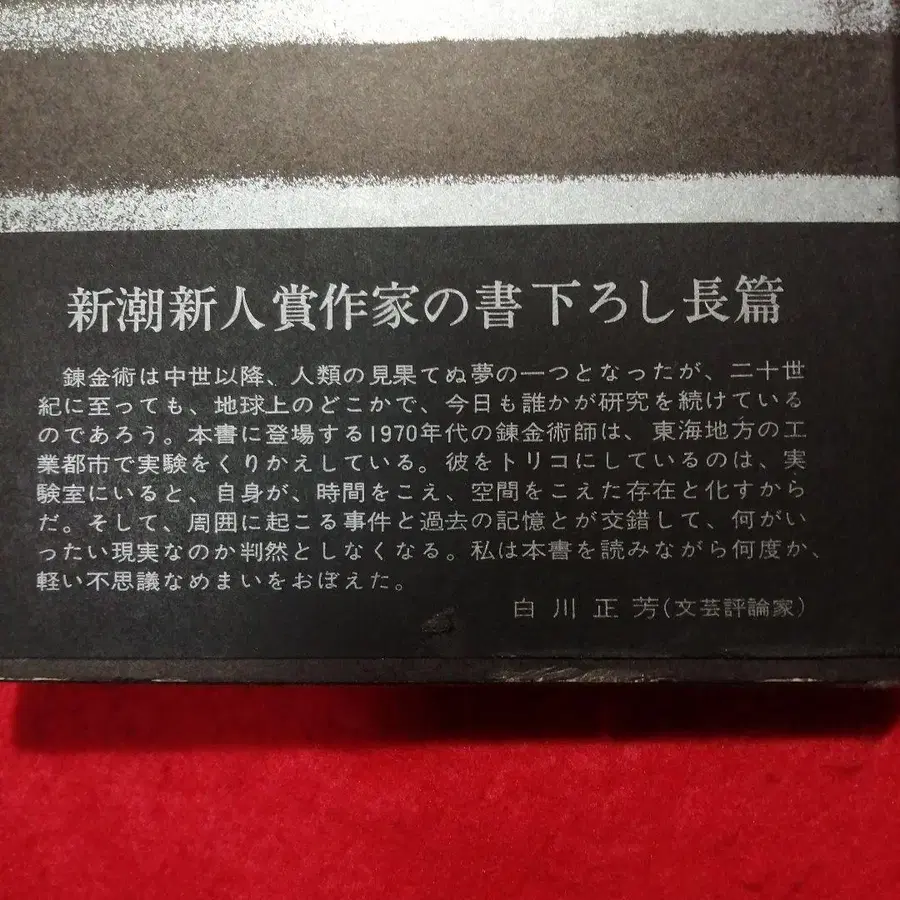 新潮新人賞作家の書下ろし長篇
錬金術は中世以降、人類の見果てぬ夢の一つとなったが、二十世
紀に至っても、地球上のどこかで、今日も誰かが研究を続けている
のであろう。本書に登場する1970年代の錬金術師は、東海地方の工
業都市で実験をくりかえしている。彼をトリコにしているのは、実
験室にいると、自身が、時間をこえ、空間をこえた存在と化すから
だ。そして、周囲に起こる事件と過去の記憶とが交錯して、何がい
ったい現実なのか判然としなくなる。私は本書を読みながら何度か、
軽い不思議なめまいをおぼえた。
白川正芳(文芸評論家)